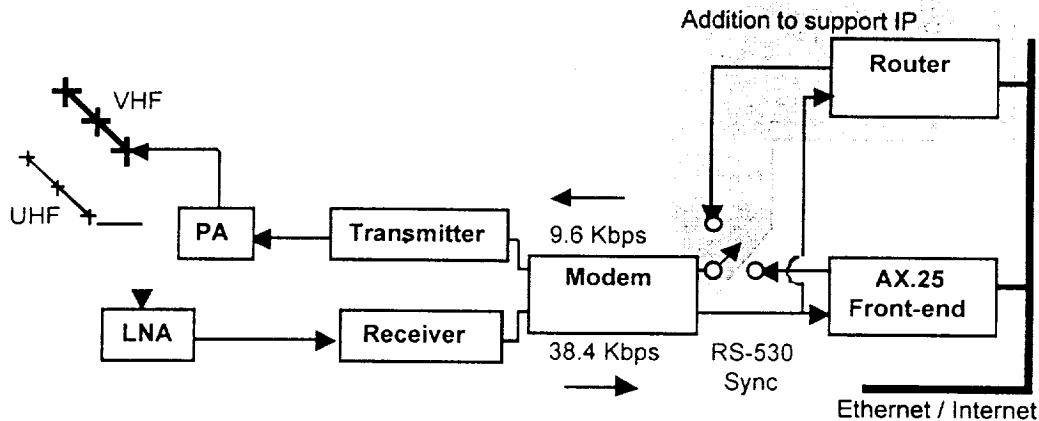 Addition to support IP
Router
VHF
UHF
PA
Transmitter
9.6 Kbps
Modem
AX.25
Front-end
LNA
Receiver
38.4 Kbps
RS-530
Sync
Ethernet / Internet